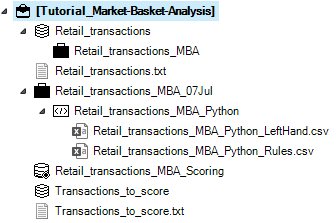 [Tutorial_Market-Basket-Analysis]
Retail_transactions
Retail_transactions_MBA
Retail_transactions.txt
Retail_transactions_MBA_07Jul
Retail_transactions_MBA_Python
Retail_transactions_MBA_Python_LeftHand.csv
Retail_transactions_MBA_Python_Rules.csv
Retail_transactions_MBA_Scoring
Transactions_to_score
Transactions_to_score.txt